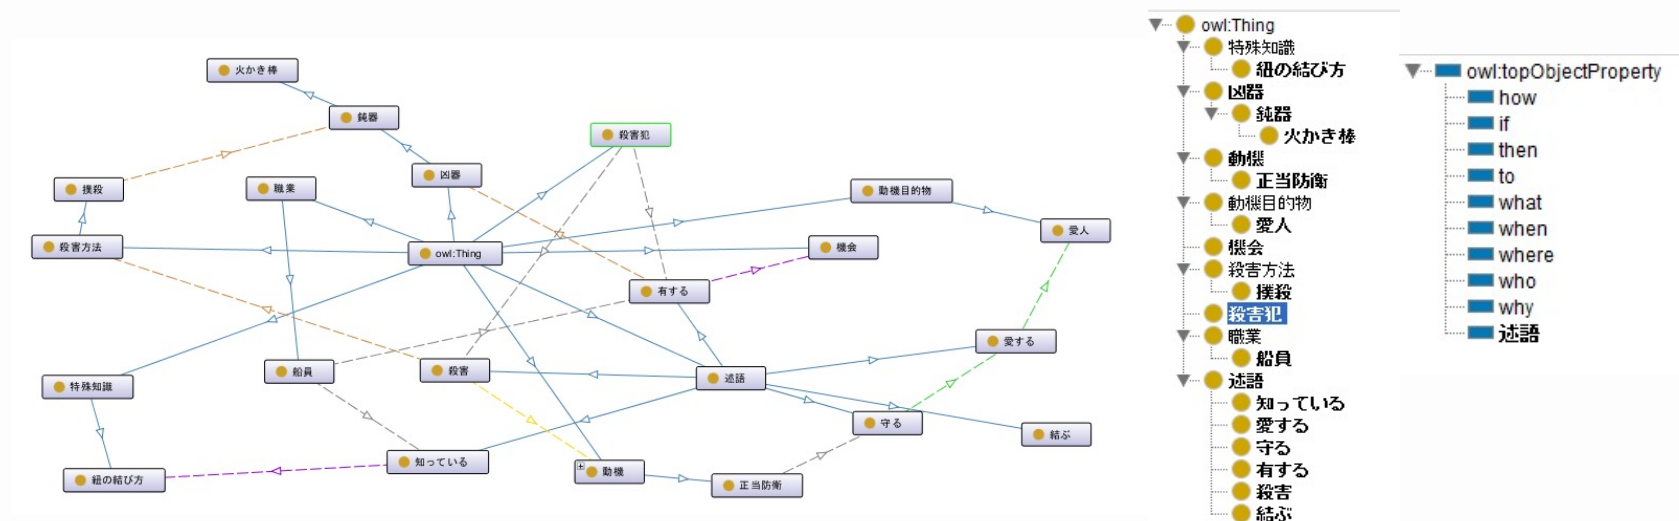 火かき棒
鈍器
殺害犯
凶器
撲殺
職業
動機目的物
愛人
殺害方法
owl:Thing
機会
有する
愛する
船員
殺害
述語
特殊知識
守る
結ぶ
知っている
動機
紐の結び方
正当防衛
owl:Thing
特殊知識
紐の結び方
凶器
鈍器
火かき棒
動機
正当防衛
動機目的物
愛人
機会
殺害方法
撲殺
殺害犯
職業
船員
述語
知っている
愛する
守る
有する
殺害
結ぶ
owl:topObjectProperty
how
if
then
to
what
when
where
who
why
述語